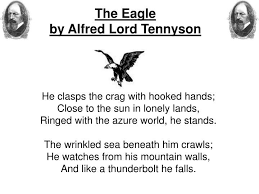 The Eagle
by Alfred Lord Tennyson
He clasps the crag with hooked hands;
Close to the sun in lonely lands,
Ringed with the azure world, he stands.
The wrinkled sea beneath him crawls;
He watches from his mountain walls,
And like a thunderbolt he falls.